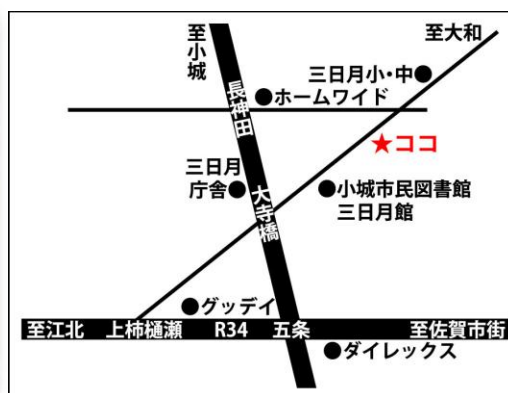 至小城
至大和
三日月小・中●
●ホームワイド
長神田
★ココ
三日月
庁舎●
●小城市民図書館
三日月館
大寺橋
●グッデイ
至江北 上柿樋瀬 R34 五条 至佐賀市街
●ダイレックス